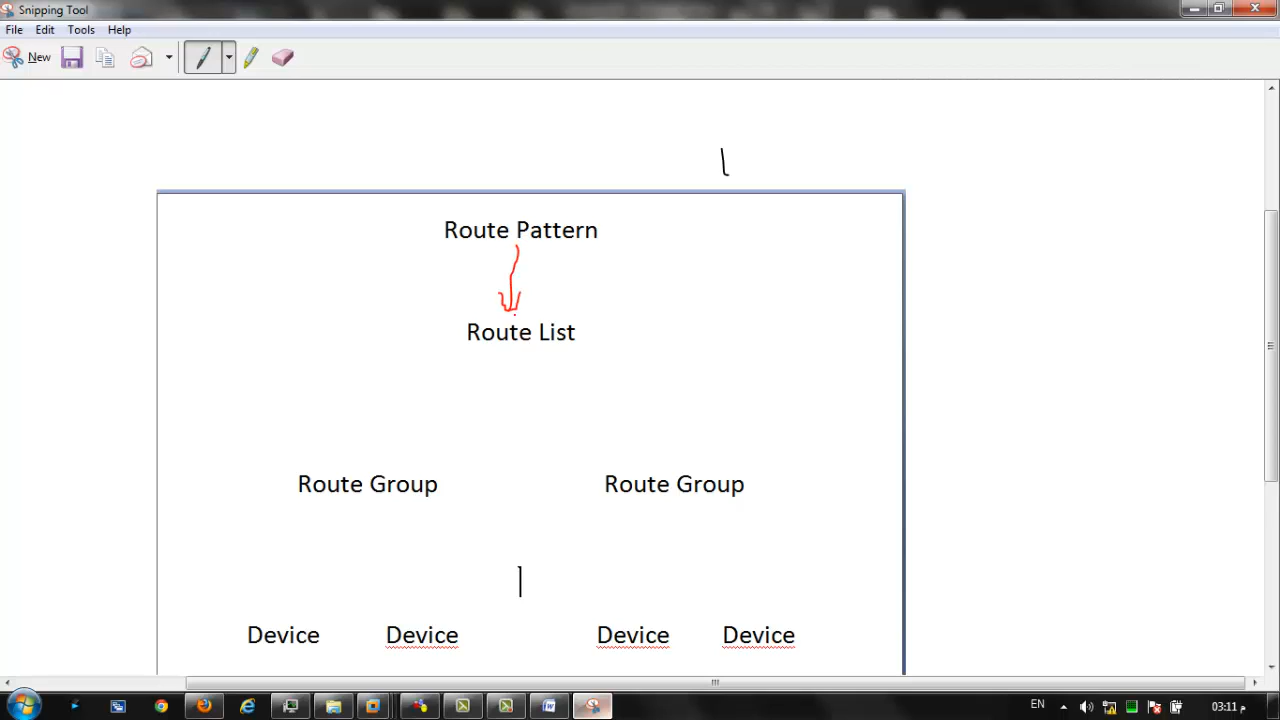 Snipping Tool
File Edit Tools Help
New
Route Pattern
Route List
Route Group Route Group
Device Device Device Device
EN 03:11 م